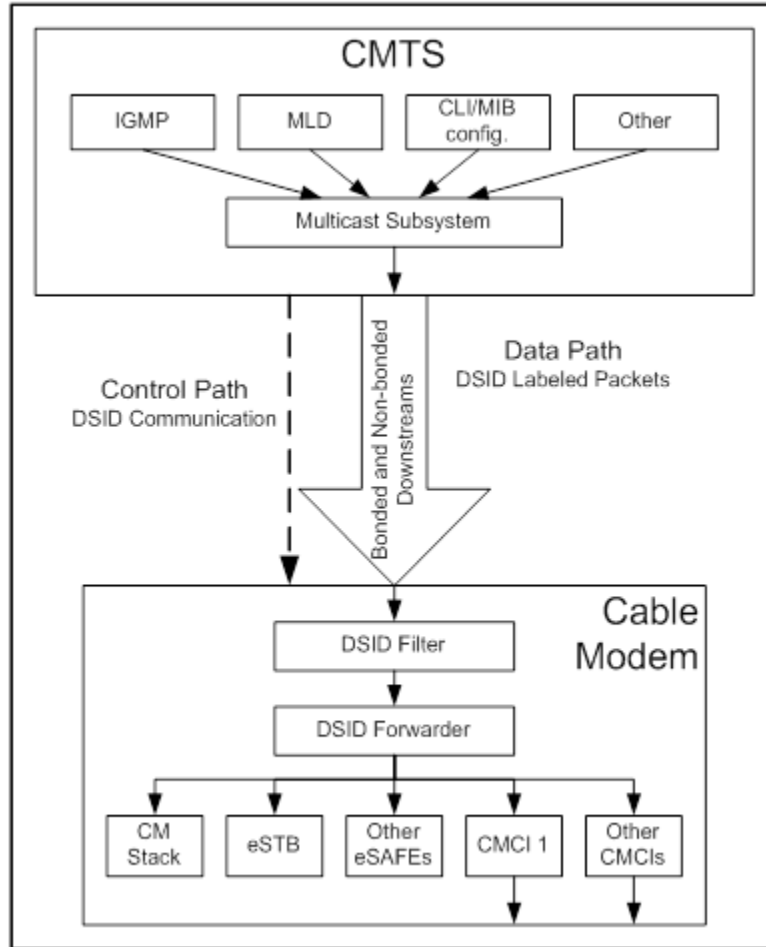 CMTS
IGMP
MLD
CLI/MIB
config.
Other
Multicast Subsystem
Control Path
DSID Communication
Bonded and Non-bonded
Downstreams
Data Path
DSID Labeled Packets
Cable
Modem
DSID Filter
DSID Forwarder
CM
Stack
eSTB
Other
eSAFEs
CMCI 1
Other
CMCIs